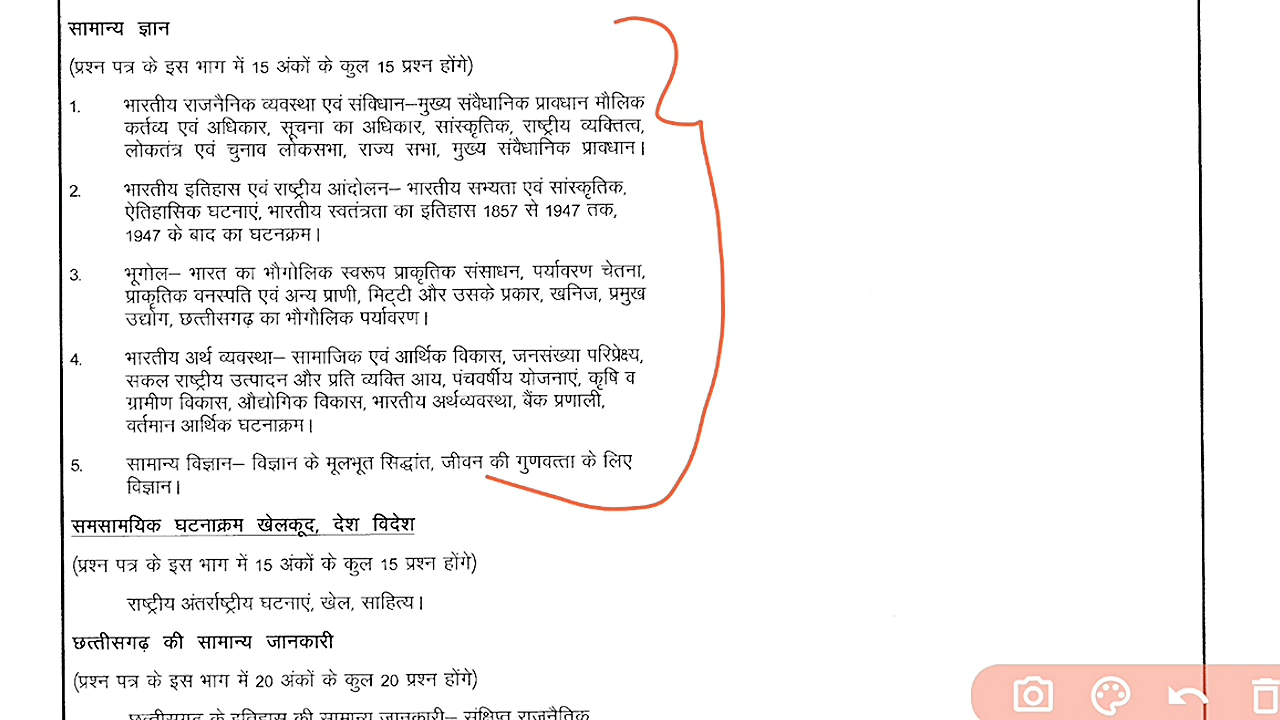 सामान्य ज्ञान
(प्रश्न पत्र के इस भाग में 15 अंकों के कुल 15 प्रश्न होंगे)
1. भारतीय राजनैनिक व्यवस्था एवं संविधान–मुख्य संवैधानिक प्रावधान मौलिक
कर्तव्य एवं अधिकार, सूचना का अधिकार, सांस्कृतिक, राष्ट्रीय व्यक्तित्व,
लोकतंत्र एवं चुनाव लोकसभा, राज्य सभा, मुख्य संवैधानिक प्रावधान।
2. भारतीय इतिहास एवं राष्ट्रीय आंदोलन– भारतीय सभ्यता एवं सांस्कृतिक,
ऐतिहासिक घटनाएं, भारतीय स्वतंत्रता का इतिहास 1857 से 1947 तक,
1947 के बाद का घटनक्रम।
3. भूगोल– भारत का भौगोलिक स्वरूप प्राकृतिक संसाधन, पर्यावरण चेतना,
प्राकृतिक वनस्पति एवं अन्य प्राणी, मिट्टी और उसके प्रकार, खनिज, प्रमुख
उद्योग, छत्तीसगढ़ का भौगौलिक पर्यावरण।
4. भारतीय अर्थ व्यवस्था– सामाजिक एवं आर्थिक विकास, जनसंख्या परिप्रेक्ष्य,
सकल राष्ट्रीय उत्पादन और प्रति व्यक्ति आय, पंचवर्षीय योजनाएं, कृषि व
ग्रामीण विकास, औद्योगिक विकास, भारतीय अर्थव्यवस्था, बैंक प्रणाली,
वर्तमान आर्थिक घटनाक्रम।
5. सामान्य विज्ञान– विज्ञान के मूलभूत सिद्धांत, जीवन की गुणवत्ता के लिए
विज्ञान।
समसामयिक घटनाक्रम खेलकूद, देश विदेश
(प्रश्न पत्र के इस भाग में 15 अंकों के कुल 15 प्रश्न होंगे)
राष्ट्रीय अंतर्राष्ट्रीय घटनाएं, खेल, साहित्य।
छत्तीसगढ़ की सामान्य जानकारी
(प्रश्न पत्र के इस भाग में 20 अंकों के कुल 20 प्रश्न होंगे)
छत्तीसगढ़ के इतिहास की सामान्य जानकारी– संक्षिप्त राजनैतिक